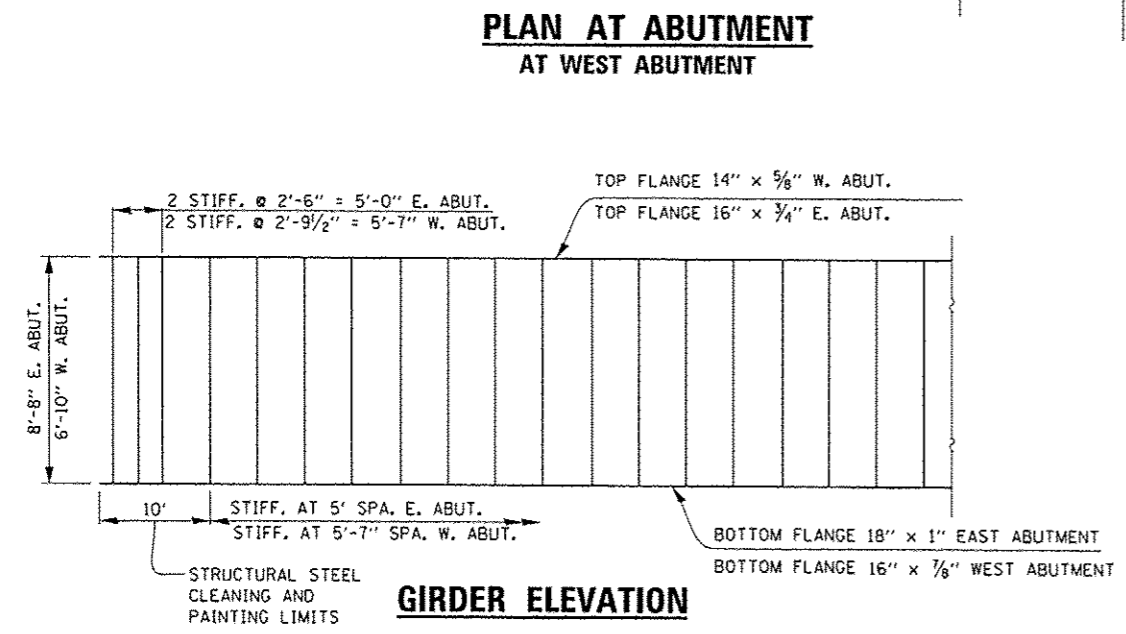 PLAN AT ABUTMENT
AT WEST ABUTMENT
2 STIFF. @ 2'-6" = 5'-0" E. ABUT.
2 STIFF. @ 2'-9 1/2" = 5'-7" W. ABUT.
TOP FLANGE 14" x 5/8" W. ABUT.
TOP FLANGE 16" x 3/4" E. ABUT.
8'-8" E. ABUT.
6'-10" W. ABUT.
10'
STIFF. AT 5' SPA. E. ABUT.
STIFF. AT 5'-7" SPA. W. ABUT.
BOTTOM FLANGE 18" x 1" EAST ABUTMENT
BOTTOM FLANGE 16" x 7/8" WEST ABUTMENT
STRUCTURAL STEEL
CLEANING AND
PAINTING LIMITS
GIRDER ELEVATION